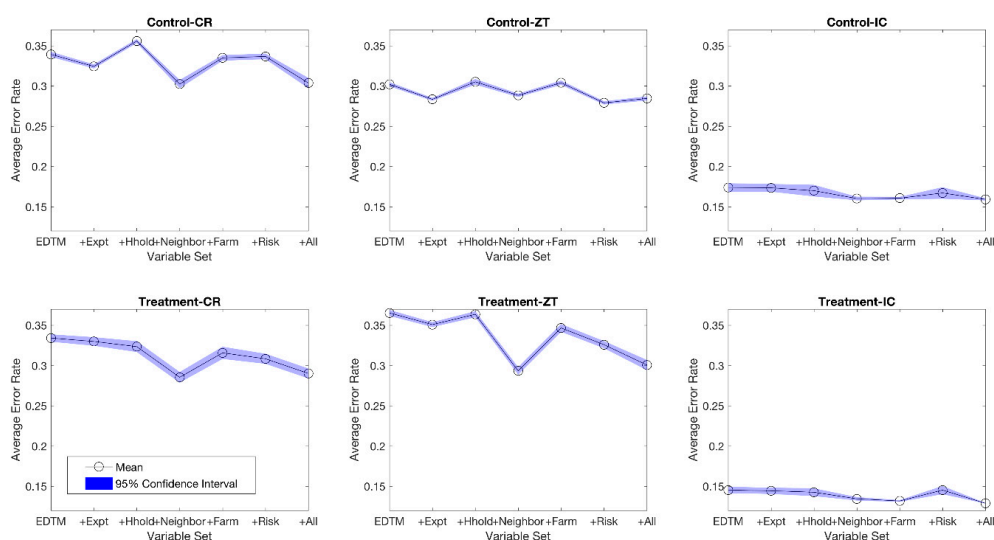 Control-CR
Average Error Rate
0.35
0.3
0.25
0.2
0.15
EDTM +Expt +Hhold+Neighbor+Farm +Risk +All
Variable Set
Control-ZT
Average Error Rate
0.35
0.3
0.25
0.2
0.15
EDTM +Expt +Hhold+Neighbor+Farm +Risk +All
Variable Set
Control-IC
Average Error Rate
0.35
0.3
0.25
0.2
0.15
EDTM +Expt +Hhold+Neighbor+Farm +Risk +All
Variable Set
Treatment-CR
Average Error Rate
0.35
0.3
0.25
0.2
0.15
Mean
95% Confidence Interval
EDTM +Expt +Hhold+Neighbor+Farm +Risk +All
Variable Set
Treatment-ZT
Average Error Rate
0.35
0.3
0.25
0.2
0.15
EDTM +Expt +Hhold+Neighbor+Farm +Risk +All
Variable Set
Treatment-IC
Average Error Rate
0.35
0.3
0.25
0.2
0.15
EDTM +Expt +Hhold+Neighbor+Farm +Risk +All
Variable Set